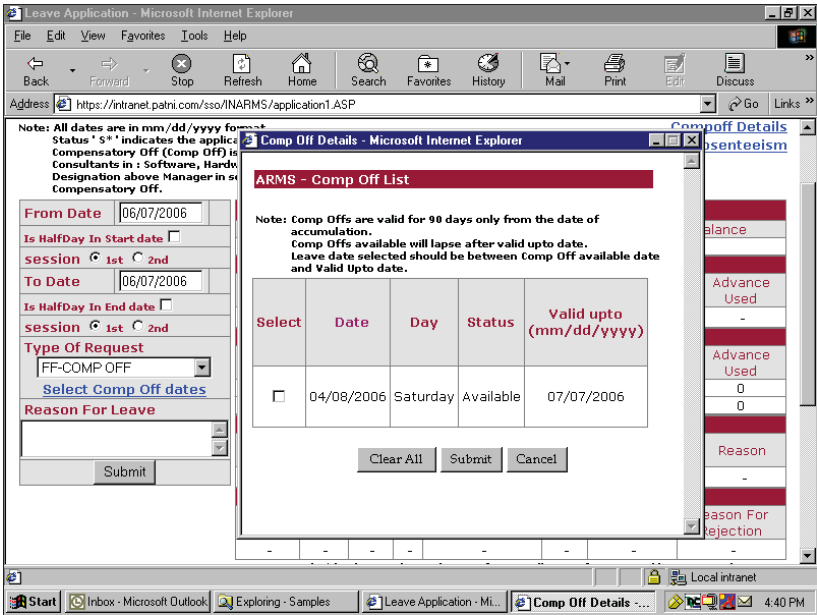 Leave Application - Microsoft Internet Explorer
File Edit View Favorites Tools Help
Back Forward Stop Refresh Home Search Favorites History Mail Print Edit Discuss »
Address https://intranet.patni.com/sso/INARMS/application1.ASP Go Links »
Note: All dates are in mm/dd/yyyy format
Status ' S* ' indicates the applica
Compensatory Off (Comp Off) is
Consultants in : Software, Hardw
Designation above Manager in se
Compensatory Off.
Compoff Details
senteeism
From Date 06/07/2006
Is HalfDay In Start date
session 1st 2nd
To Date 06/07/2006
Is HalfDay In End date
session 1st 2nd
Type Of Request
FF-COMP OFF
Select Comp Off dates
Reason For Leave
Submit
Comp Off Details - Microsoft Internet Explorer
ARMS - Comp Off List
Note: Comp Offs are valid for 90 days only from the date of
accumulation.
Comp Offs available will lapse after valid upto date.
Leave date selected should be between Comp Off available date
and Valid Upto date.
Select Date Day Status Valid upto
(mm/dd/yyyy)
04/08/2006 Saturday Available 07/07/2006
Clear All Submit Cancel
alance
Advance
Used
-
Advance
Used
0
0
Reason
-
eason For
ejection
- - - - - - - -
Start Inbox - Microsoft Outlook Exploring - Samples Leave Applicatio - Mi... Comp Off Details -... 4:40 PM
Local intranet